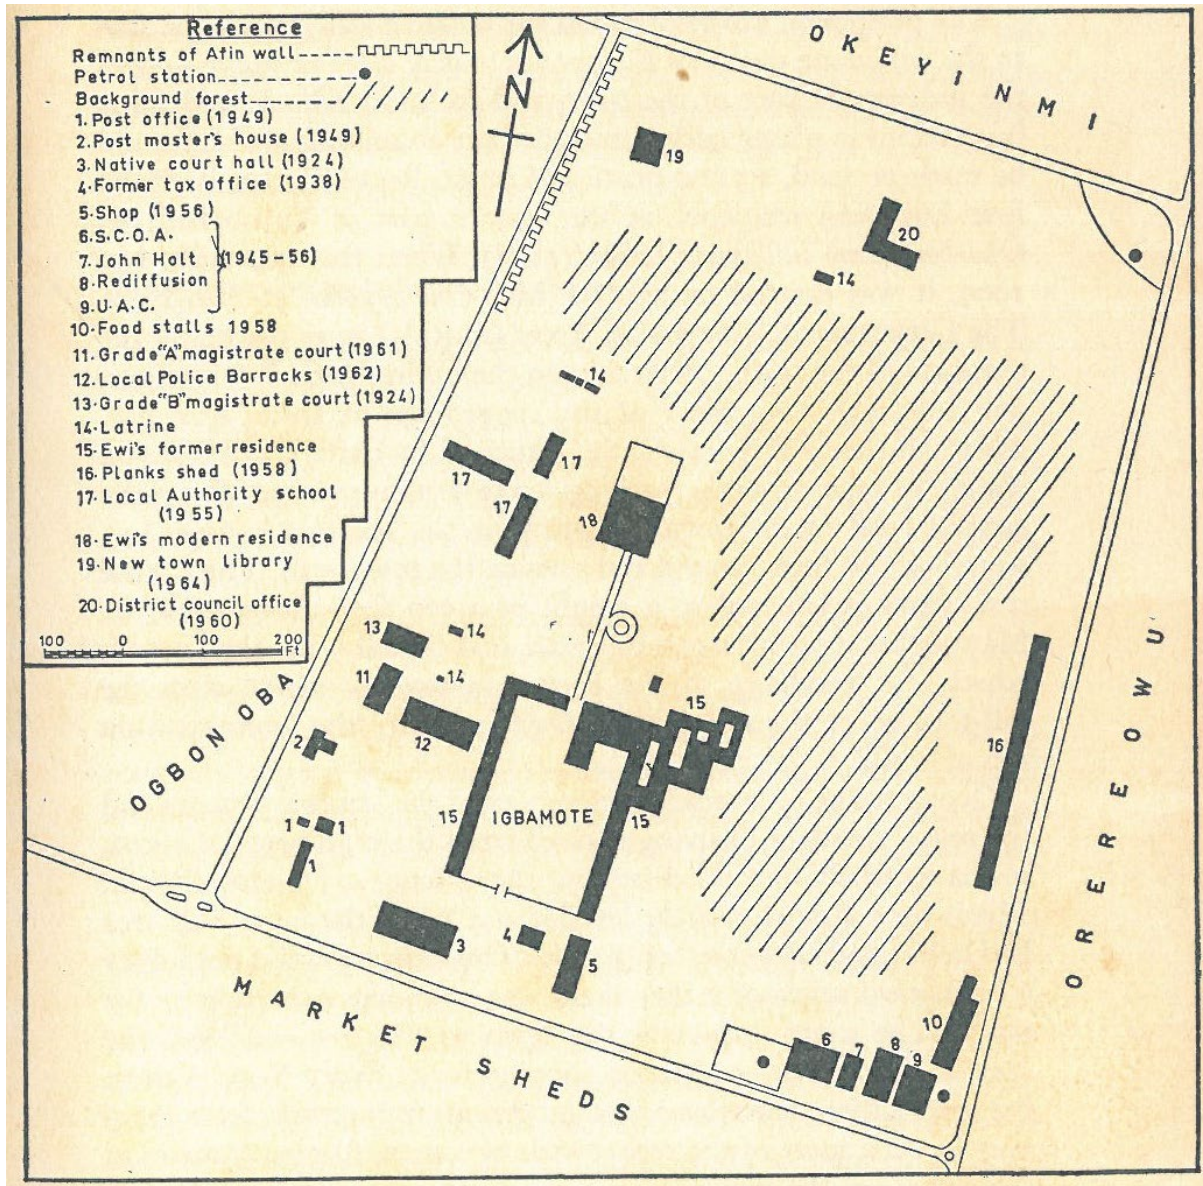 Reference
Remnants of Afin wall
Petrol station
Background forest
1. Post office (1949)
2. Post master's house (1949)
3. Native court hall (1924)
4. Former tax office (1938)
5. Shop (1956)
6. S.C.O.A.
7. John Holt (1945-56)
8. Rediffusion
9. U.A.C.
10. Food stalls 1958
11. Grade "A" magistrate court (1961)
12. Local Police Barracks (1962)
13. Grade "B" magistrate court (1924)
14. Latrine
15. Ewi's former residence
16. Planks shed (1958)
17. Local Authority school
(1955)
18. Ewi's modern residence
19. New town library
(1964)
20. District council office
(1960)
100 0 100 200
Ft
N
OKEYINMI
19
20
14
14
17
17
17
18
13
14
11
14
12
15
2
16
OGBON OBA
OREREOWU
1
1
15
IGBAMOTE
15
1
3
4
5
MARKET SHEDS
10
6
7
8
9